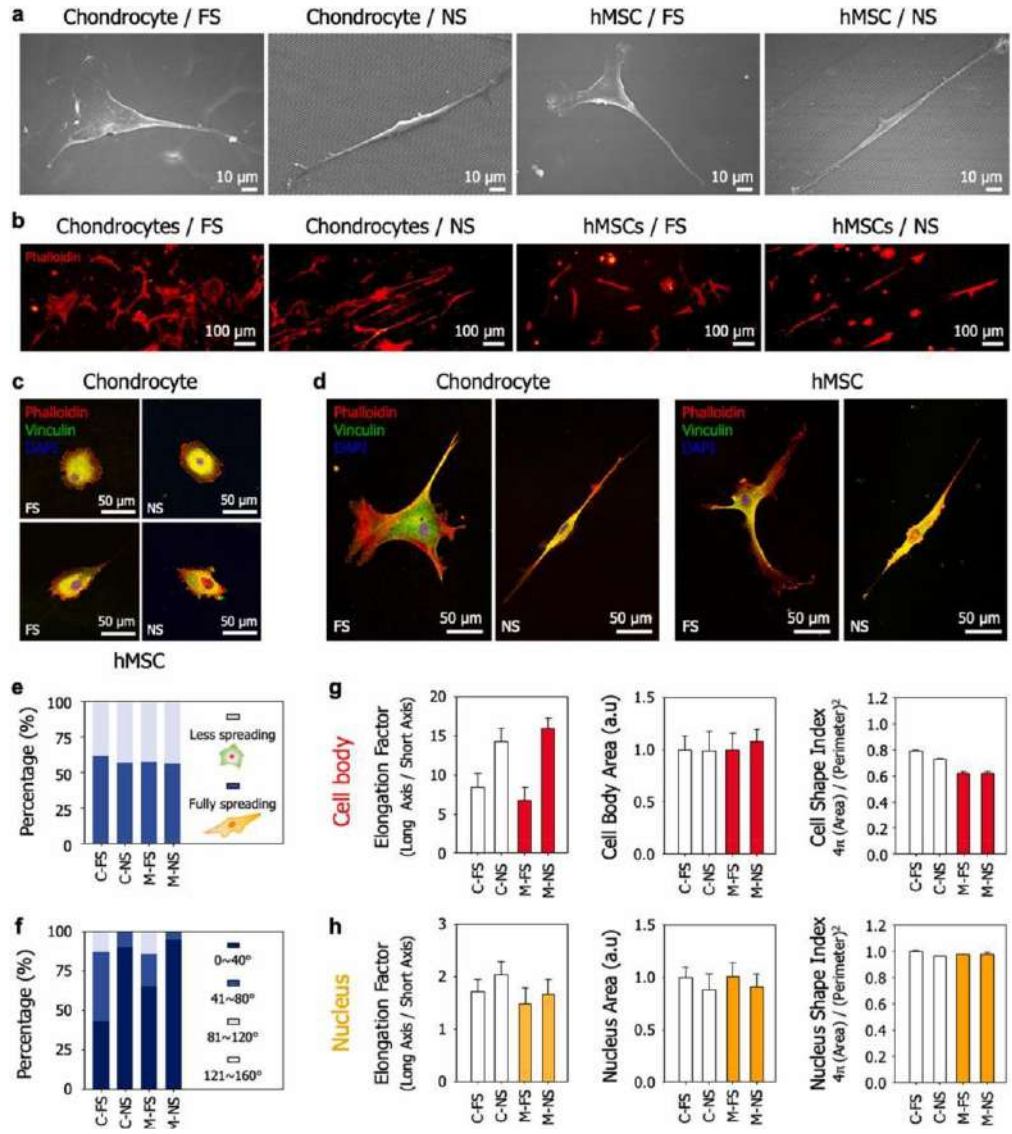 a
Chondrocyte / FS
Chondrocyte / NS
hMSC / FS
hMSC / NS
10 μm
10 μm
10 μm
10 μm
b
Chondrocytes / FS
Chondrocytes / NS
hMSCs / FS
hMSCs / NS
Phalloidin
100 μm
100 μm
100 μm
100 μm
c
Chondrocyte
Phalloidin
Vinculin
DAPI
FS
50 μm
NS
50 μm
FS
50 μm
NS
50 μm
hMSC
d
Chondrocyte
hMSC
Phalloidin
Vinculin
DAPI
FS
50 μm
NS
50 μm
Phalloidin
Vinculin
DAPI
FS
50 μm
NS
50 μm
e
Percentage (%)
100
75
50
25
0
C-FS
C-NS
M-FS
M-NS
Less spreading
Fully spreading
f
Percentage (%)
100
75
50
25
0
C-FS
C-NS
M-FS
M-NS
0~40°
41~80°
81~120°
121~160°
g
Cell body
Elongation Factor
(Long Axis / Short Axis)
20
15
10
5
0
C-FS
C-NS
M-FS
M-NS
Cell Body Area (a.u)
1.5
1.0
0.5
0.0
C-FS
C-NS
M-FS
M-NS
Cell Shape Index
4π (Area) / (Perimeter)²
1.2
1.0
0.8
0.6
0.4
0.2
0.0
C-FS
C-NS
M-FS
M-NS
h
Nucleus
Elongation Factor
(Long Axis / Short Axis)
3
2
1
0
C-FS
C-NS
M-FS
M-NS
Nucleus Area (a.u)
1.5
1.0
0.5
0.0
C-FS
C-NS
M-FS
M-NS
Nucleus Shape Index
4π (Area) / (Perimeter)²
1.2
1.0
0.8
0.6
0.4
0.2
0.0
C-FS
C-NS
M-FS
M-NS